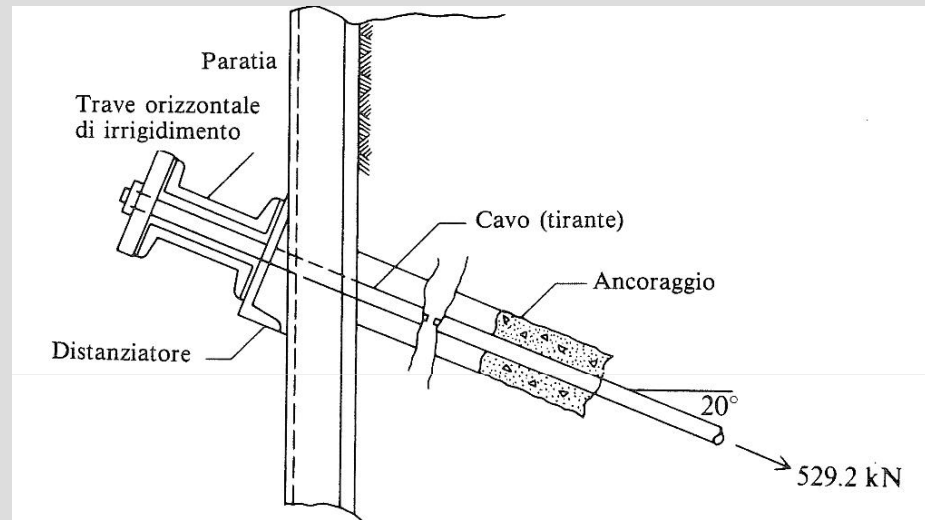 Paratia
Trave orizzontale
di irrigidimento
Cavo (tirante)
Ancoraggio
Distanziatore
20°
529.2 kN